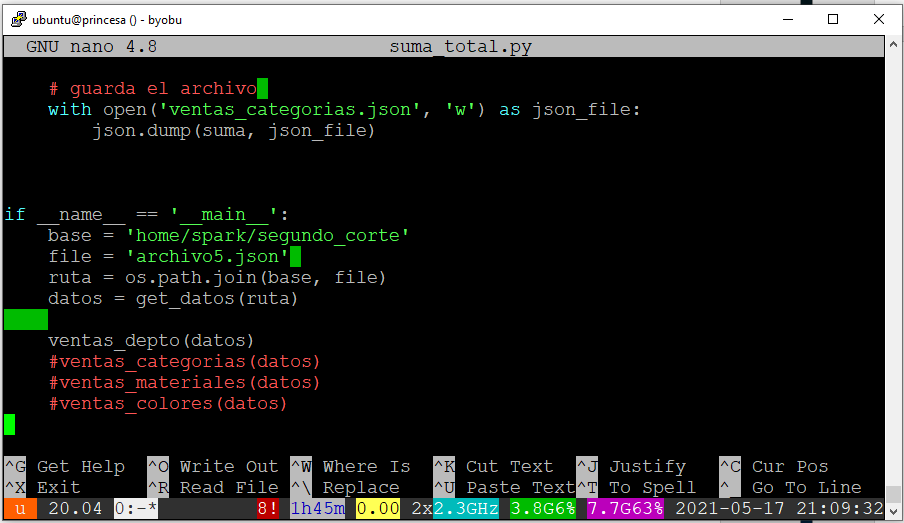 ubuntu@princesa () - byobu
GNU nano 4.8 suma_total.py
# guarda el archivo
with open('ventas_categorias.json', 'w') as json_file:
json.dump(suma, json_file)
if __name__ == '__main__':
base = 'home/spark/segundo_corte'
file = 'archivo5.json'
ruta = os.path.join(base, file)
datos = get_datos(ruta)
ventas_depto(datos)
#ventas_categorias(datos)
#ventas_materiales(datos)
#ventas_colores(datos)
^G Get Help ^O Write Out ^W Where Is ^K Cut Text ^J Justify ^C Cur Pos
^X Exit ^R Read File ^\ Replace ^U Paste Text ^T To Spell ^_ Go To Line
u 20.04 0:-* 8! 1h45m 0.00 2x2.3GHz 3.8G6% 7.7G63% 2021-05-17 21:09:32